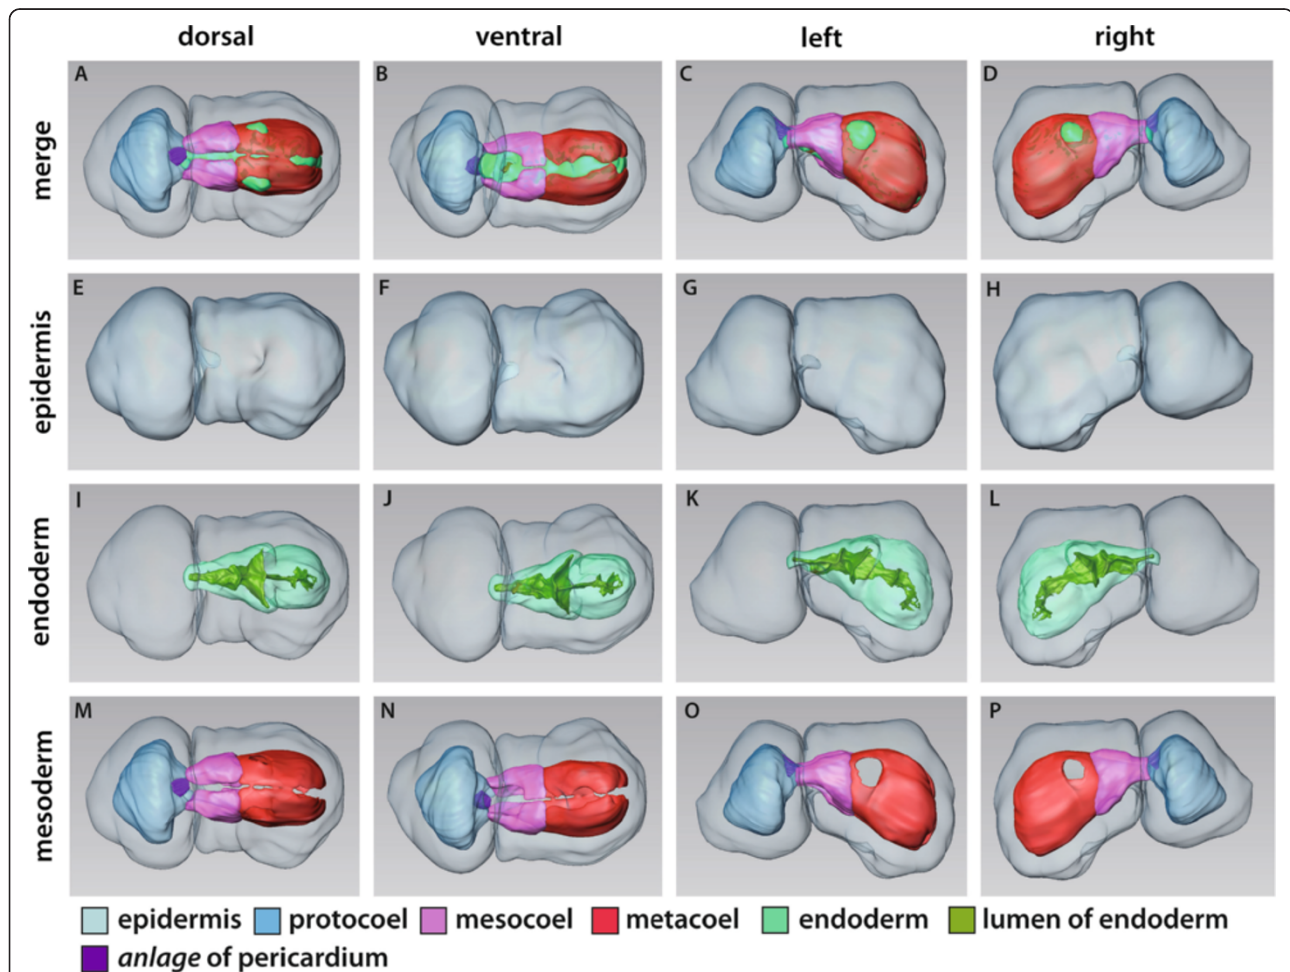 dorsal ventral left right
merge
A B C D
epidermis
E F G H
endoderm
I J K L
mesoderm
M N O P
epidermis protocoel mesocoel metacoel endoderm lumen of endoderm
anlage of pericardium